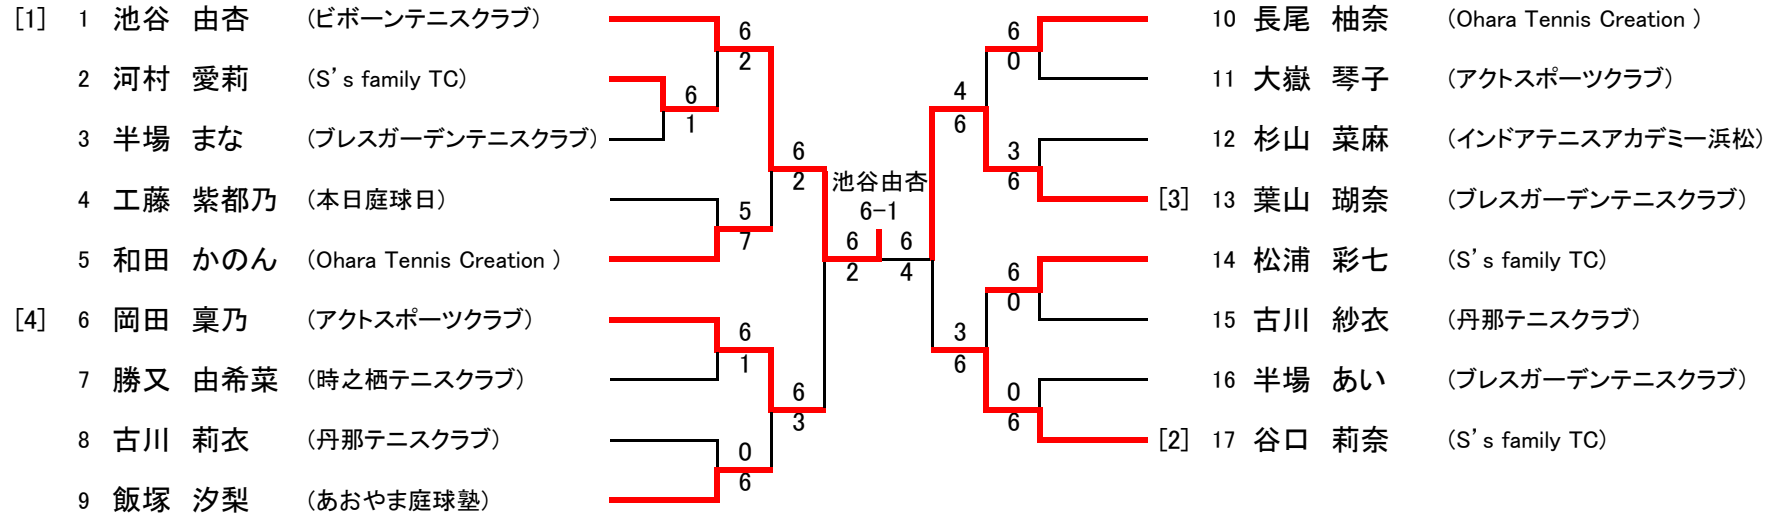 [1] 1 池谷 由杏 (ビボーンテニスクラブ)
2 河村 愛莉 (S's family TC)
3 半場 まな (ブレスガーデンテニスクラブ)
4 工藤 紫都乃 (本日庭球日)
5 和田 かのん (Ohara Tennis Creation )
[4] 6 岡田 稟乃 (アクトスポーツクラブ)
7 勝又 由希菜 (時之栖テニスクラブ)
8 古川 莉衣 (丹那テニスクラブ)
9 飯塚 汐梨 (あおやま庭球塾)
6
1
6
2
5
7
6
1
0
6
6
2
6
3
6
2
池谷由杏
6-1
6
4
4
6
3
6
6
0
3
6
6
0
0
6
10 長尾 柚奈 (Ohara Tennis Creation )
11 大嶽 琴子 (アクトスポーツクラブ)
12 杉山 菜麻 (インドアテニスアカデミー浜松)
[3] 13 葉山 瑚奈 (ブレスガーデンテニスクラブ)
14 松浦 彩七 (S's family TC)
15 古川 紗衣 (丹那テニスクラブ)
16 半場 あい (ブレスガーデンテニスクラブ)
[2] 17 谷口 莉奈 (S's family TC)